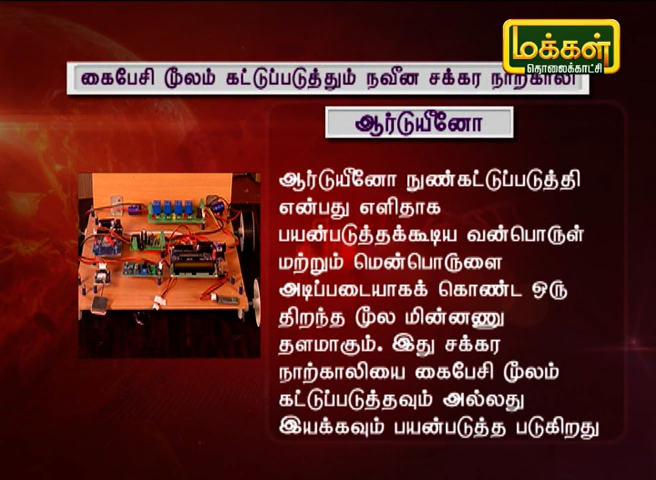 மக்கள்
தொலைக்காட்சி
கைபேசி மூலம் கட்டுப்படுத்தும் நவீன சக்கர நாற்காலி
ஆர்டுயீனோ
ஆர்டுயீனோ நுண்கட்டுப்படுத்தி
என்பது எளிதாக
பயன்படுத்தக்கூடிய வன்பொருள்
மற்றும் மென்பொருளை
அடிப்படையாகக் கொண்ட ஒரு
திறந்த மூல மின்னணு
தளமாகும். இது சக்கர
நாற்காலியை கைபேசி மூலம்
கட்டுப்படுத்தவும் அல்லது
இயக்கவும் பயன்படுத்த படுகிறது